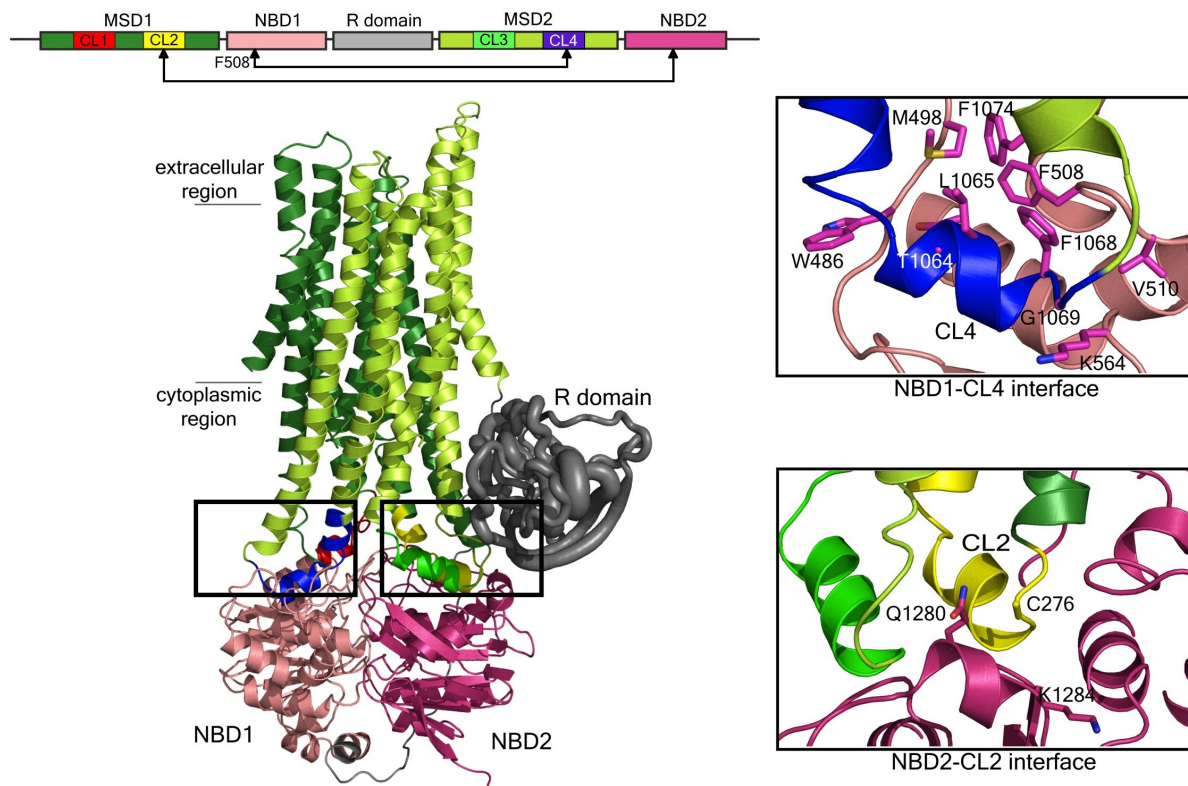 MSD1 NBD1 R domain MSD2 NBD2
CL1 CL2 CL3 CL4
F508
extracellular
region
cytoplasmic
region
R domain
NBD1
NBD2
M498
F1074
L1065
F508
W486
T1064
F1068
V510
G1069
CL4
K564
NBD1-CL4 interface
CL2
Q1280
C276
K1284
NBD2-CL2 interface